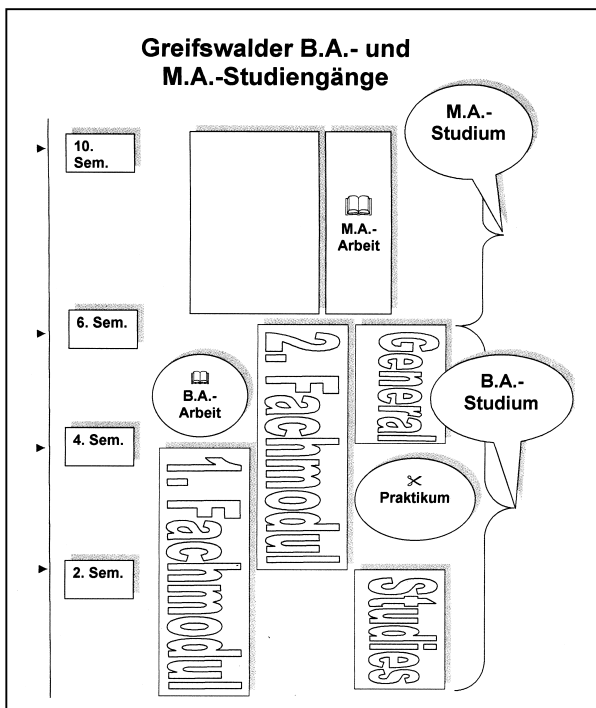 Greifswalder B.A.- und
M.A.-Studiengänge
M.A.-
Studium
10.
Sem.
M.A.-
Arbeit
6. Sem.
2. Fachmodul
General
B.A.-
Arbeit
B.A.-
Studium
4. Sem.
1. Fachmodul
Praktikum
2. Sem.
Studies